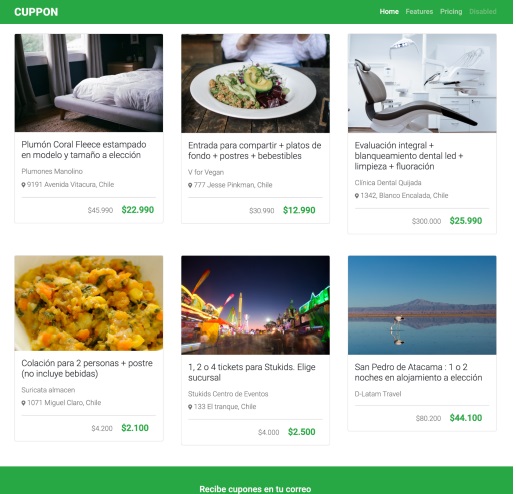 CUPPON
Home Features Pricing Disabled
Plumón Coral Fleece estampado
en modelo y tamaño a elección
Plumones Manolino
9191 Avenida Vitacura, Chile
$45.990 $22.990
Entrada para compartir + platos de
fondo + postres + bebestibles
V for Vegan
777 Jesse Pinkman, Chile
$30.990 $12.990
Evaluación integral +
blanqueamiento dental led +
limpieza + fluoración
Clínica Dental Quijada
1342, Blanco Encalada, Chile
$300.000 $25.990
Colación para 2 personas + postre
(no incluye bebidas)
Suricata almacen
1071 Miguel Claro, Chile
$4.200 $2.100
1, 2 o 4 tickets para Stukids. Elige
sucursal
Stukids Centro de Eventos
133 El tranque, Chile
$4.000 $2.500
San Pedro de Atacama : 1 o 2
noches en alojamiento a elección
D-Latam Travel
$80.200 $44.100
Recibe cupones en tu correo